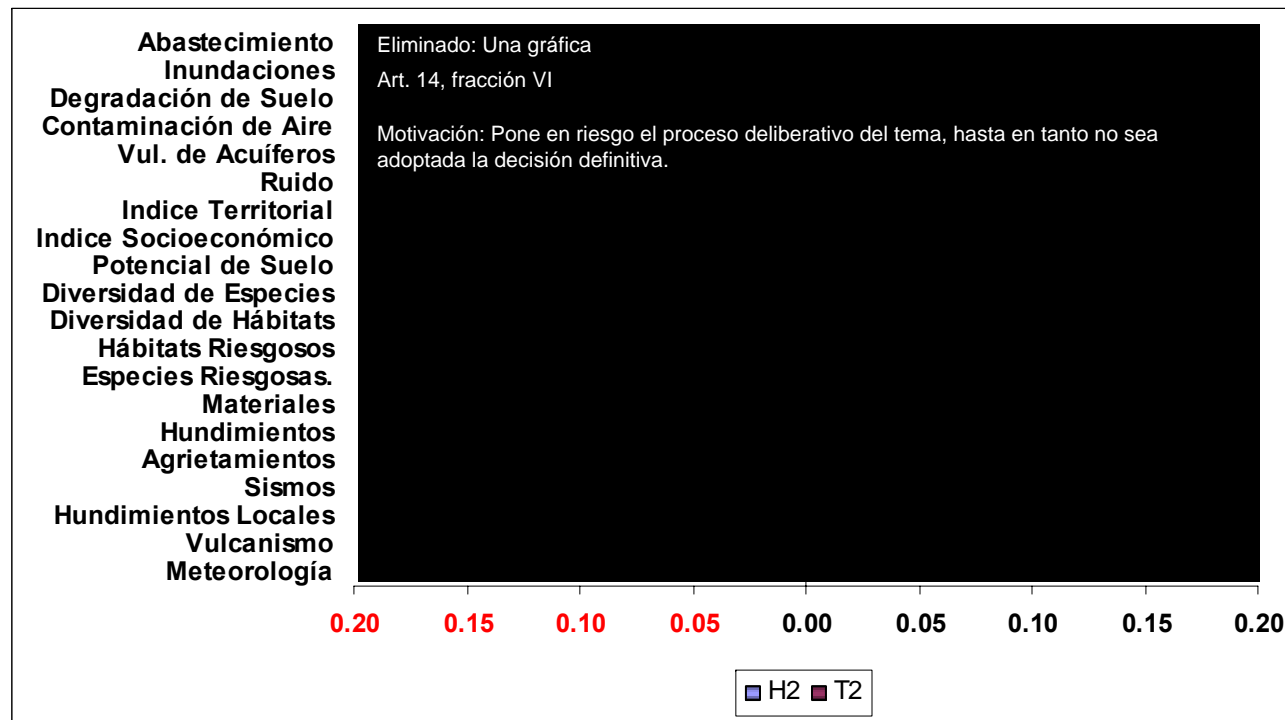 Abastecimiento
Inundaciones
Degradación de Suelo
Contaminación de Aire
Vul. de Acuíferos
Ruido
Indice Territorial
Indice Socioeconómico
Potencial de Suelo
Diversidad de Especies
Diversidad de Hábitats
Hábitats Riesgosos
Especies Riesgosas.
Materiales
Hundimientos
Agrietamientos
Sismos
Hundimientos Locales
Vulcanismo
Meteorología
Eliminado: Una gráfica
Art. 14, fracción VI
Motivación: Pone en riesgo el proceso deliberativo del tema, hasta en tanto no sea
adoptada la decisión definitiva.
0.20 0.15 0.10 0.05 0.00 0.05 0.10 0.15 0.20
H2 T2